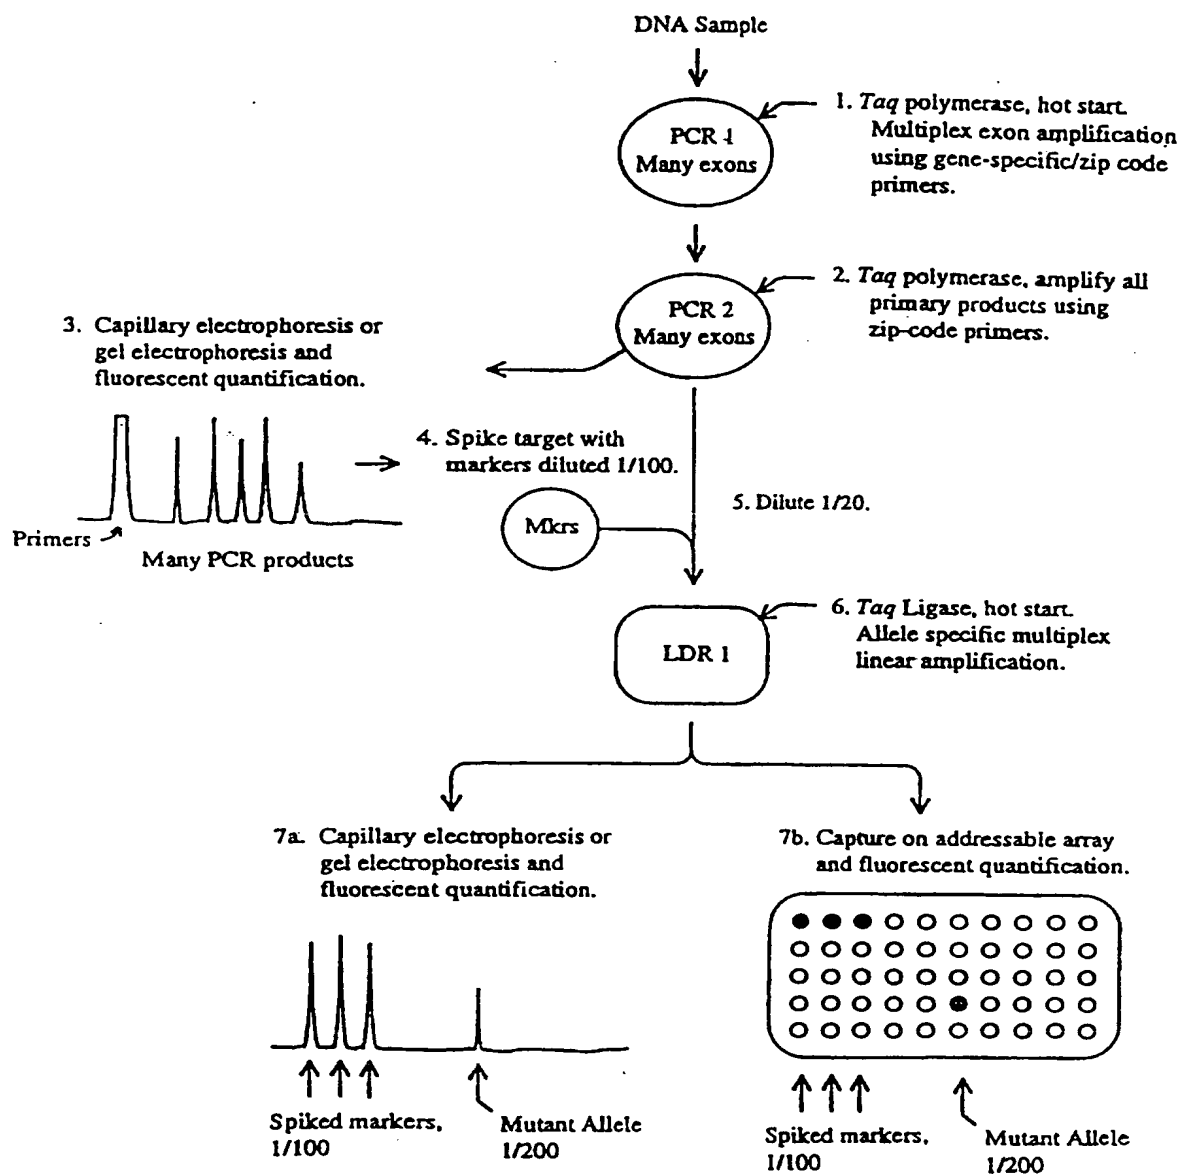 DNA Sample
PCR 1
Many exons
1. Taq polymerase, hot start.
Multiplex exon amplification
using gene-specific/zip code
primers.
PCR 2
Many exons
2. Taq polymerase, amplify all
primary products using
zip-code primers.
3. Capillary electrophoresis or
gel electrophoresis and
fluorescent quantification.
Primers
Many PCR products
4. Spike target with
markers diluted 1/100.
Mkrs
5. Dilute 1/20.
LDR 1
6. Taq Ligase, hot start.
Allele specific multiplex
linear amplification.
7a. Capillary electrophoresis or
gel electrophoresis and
fluorescent quantification.
Spiked markers,
1/100
Mutant Allele
1/200
7b. Capture on addressable array
and fluorescent quantification.
Spiked markers,
1/100
Mutant Allele
1/200